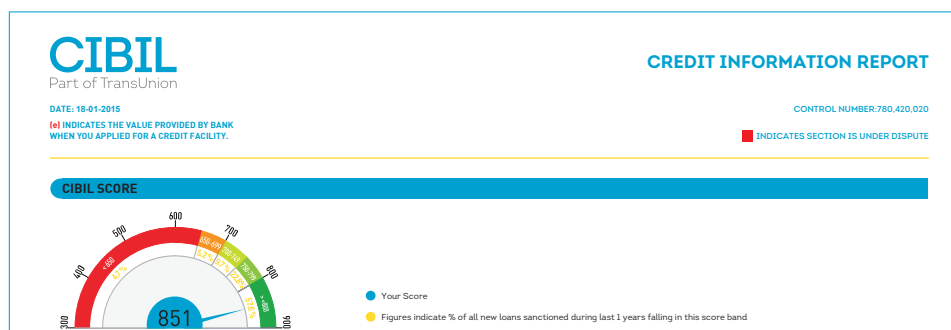 CIBIL
Part of TransUnion
CREDIT INFORMATION REPORT
DATE: 18-01-2015
CONTROL NUMBER:780,420,020
(e) INDICATES THE VALUE PROVIDED BY BANK
WHEN YOU APPLIED FOR A CREDIT FACILITY.
INDICATES SECTION IS UNDER DISPUTE
CIBIL SCORE
300
400
500
600
700
800
900
<650
650-699
700-749
750-799
>=800
851
Your Score
Figures indicate % of all new loans sanctioned during last 1 years falling in this score band